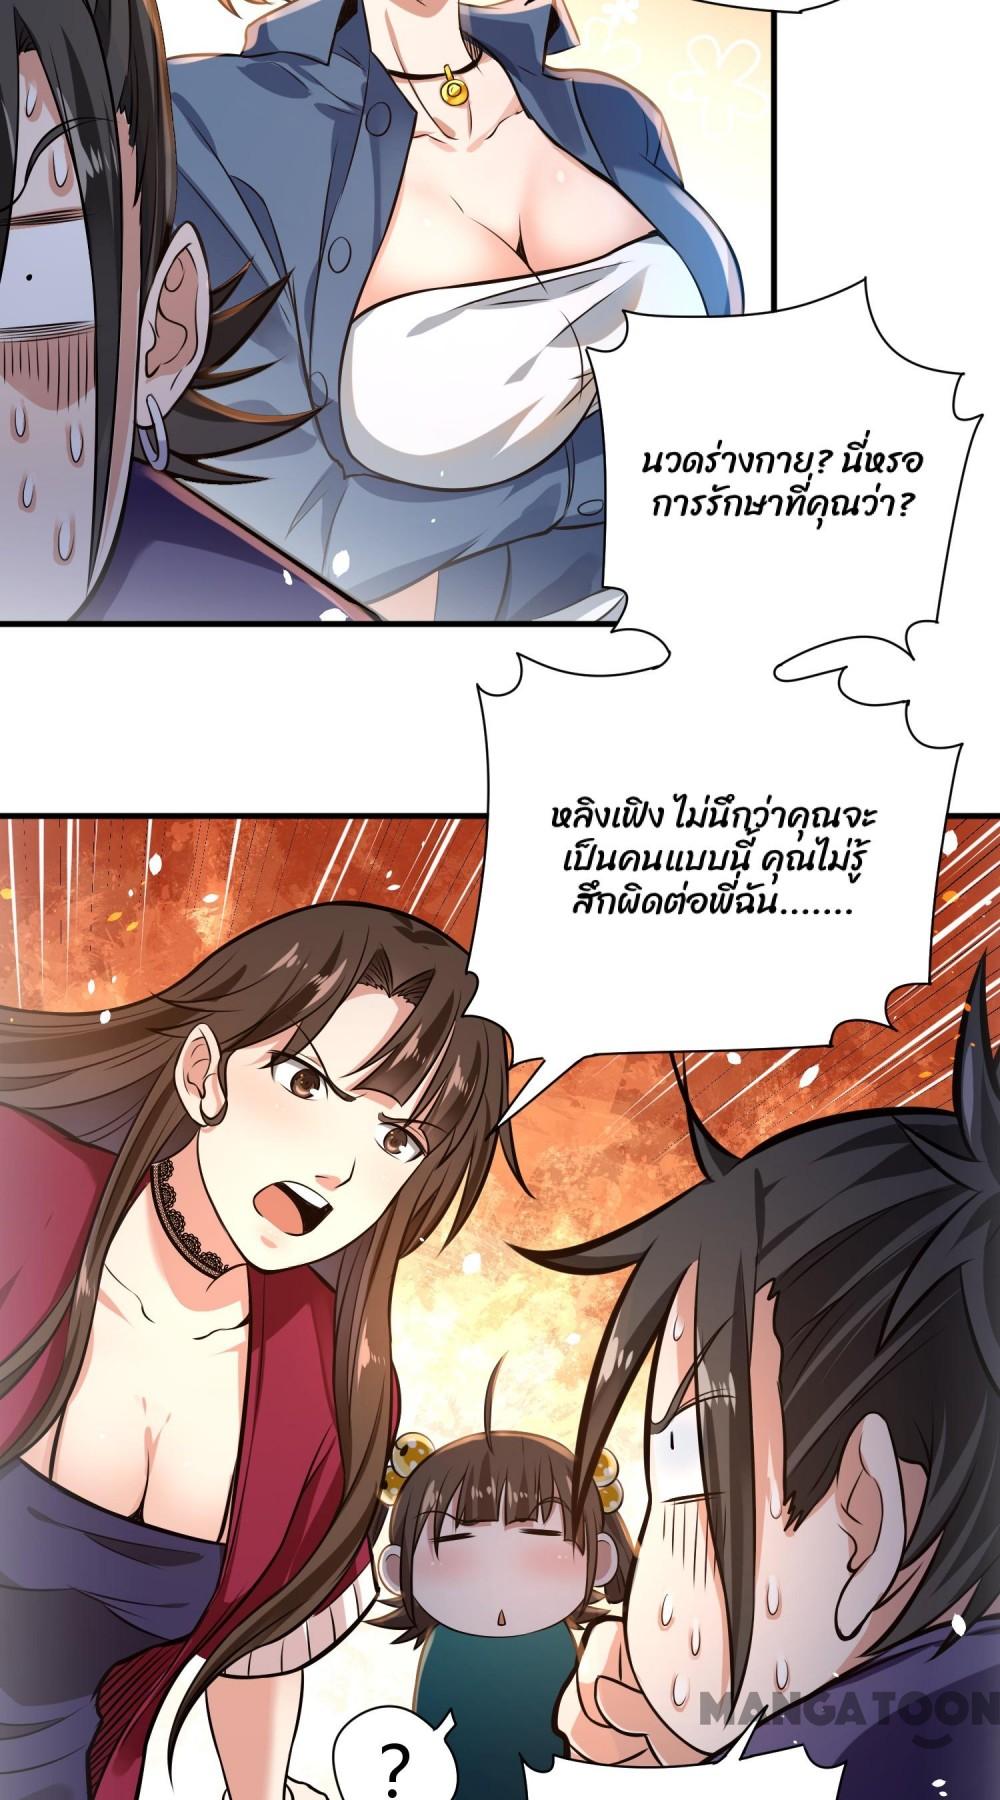 นวดร่างกาย? นี่หรอ
การรักษาที่คุณว่า?
หลิงเฟิง ไม่นึกว่าคุณจะ
เป็นคนแบบนี้ คุณไม่รู้
สึกผิดต่อพี่ฉัน.......
MANGATOON
?